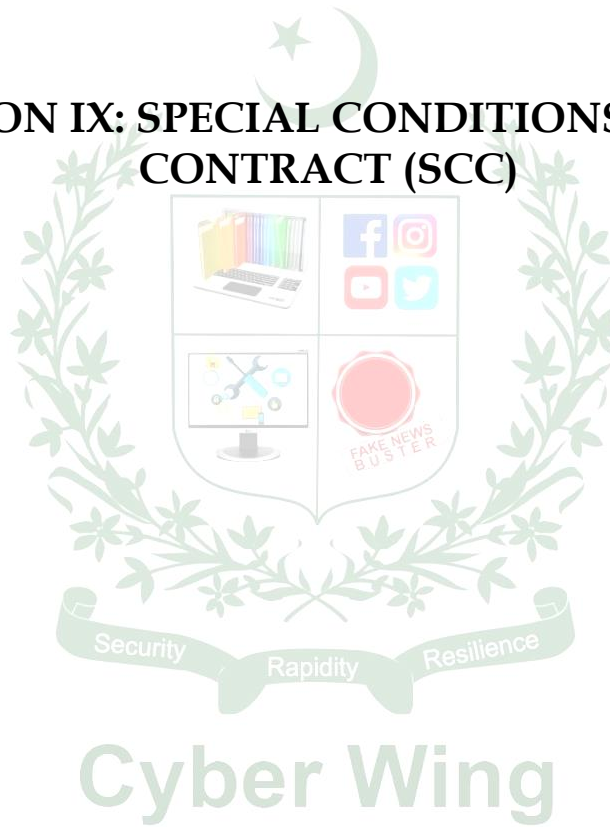 ON IX: SPECIAL CONDITIONS
CONTRACT (SCC)
FAKE NEWS
BUSTER
Security
Rapidity
Resilience
Cyber Wing